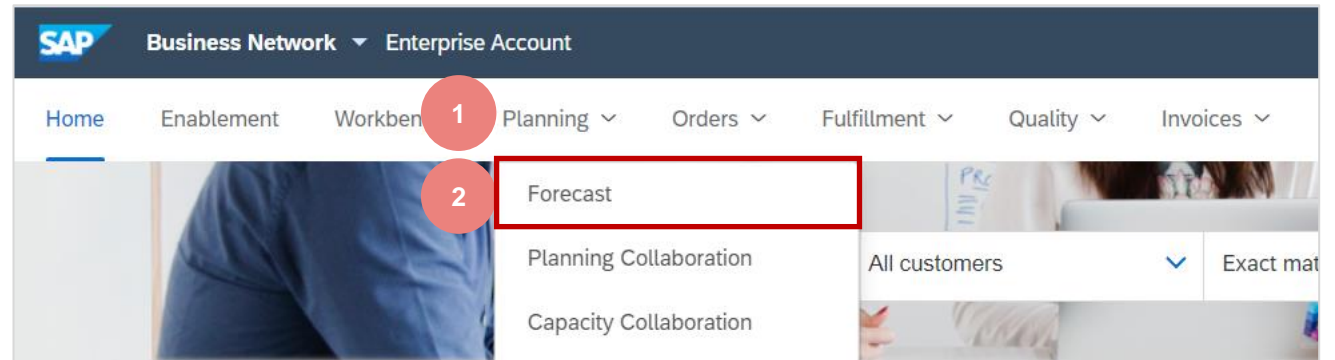 SAP Business Network Enterprise Account
Home Enablement Workben 1 Planning Orders Fulfillment Quality Invoices
2 Forecast
Planning Collaboration
All customers Exact mat
Capacity Collaboration